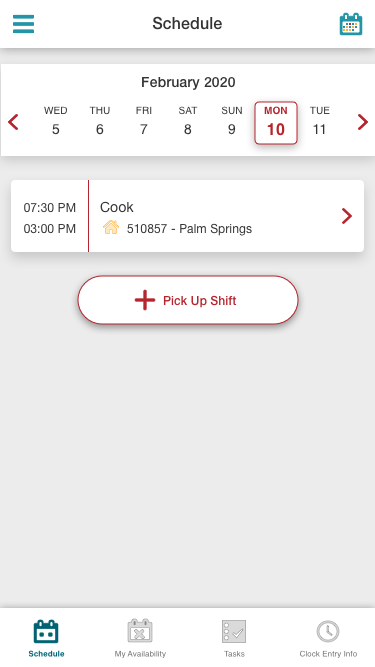 Schedule
February 2020
WED THU FRI SAT SUN MON TUE
5 6 7 8 9 10 11
07:30 PM Cook
03:00 PM 510857 - Palm Springs
Pick Up Shift
Schedule My Availability Tasks Clock Entry Info